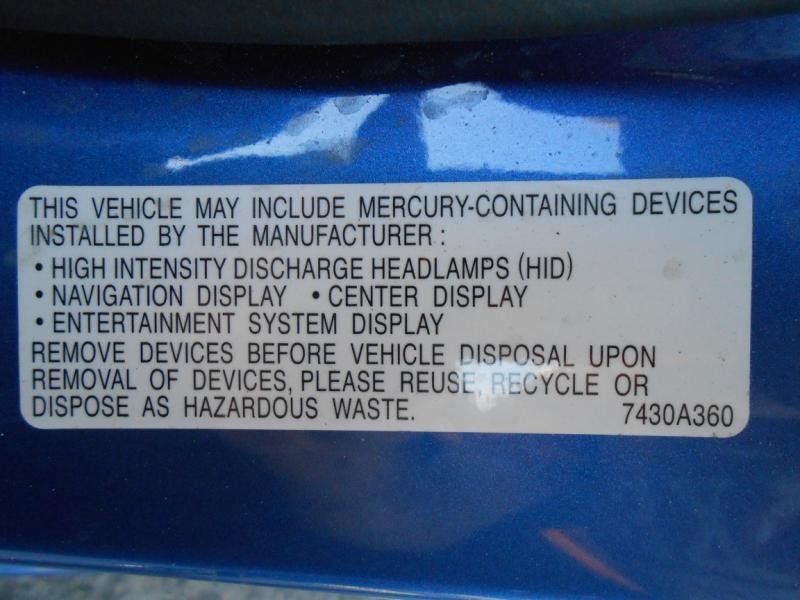 THIS VEHICLE MAY INCLUDE MERCURY-CONTAINING DEVICES
INSTALLED BY THE MANUFACTURER :
• HIGH INTENSITY DISCHARGE HEADLAMPS (HID)
• NAVIGATION DISPLAY • CENTER DISPLAY
• ENTERTAINMENT SYSTEM DISPLAY
REMOVE DEVICES BEFORE VEHICLE DISPOSAL UPON
REMOVAL OF DEVICES, PLEASE REUSE, RECYCLE OR
DISPOSE AS HAZARDOUS WASTE. 7430A360